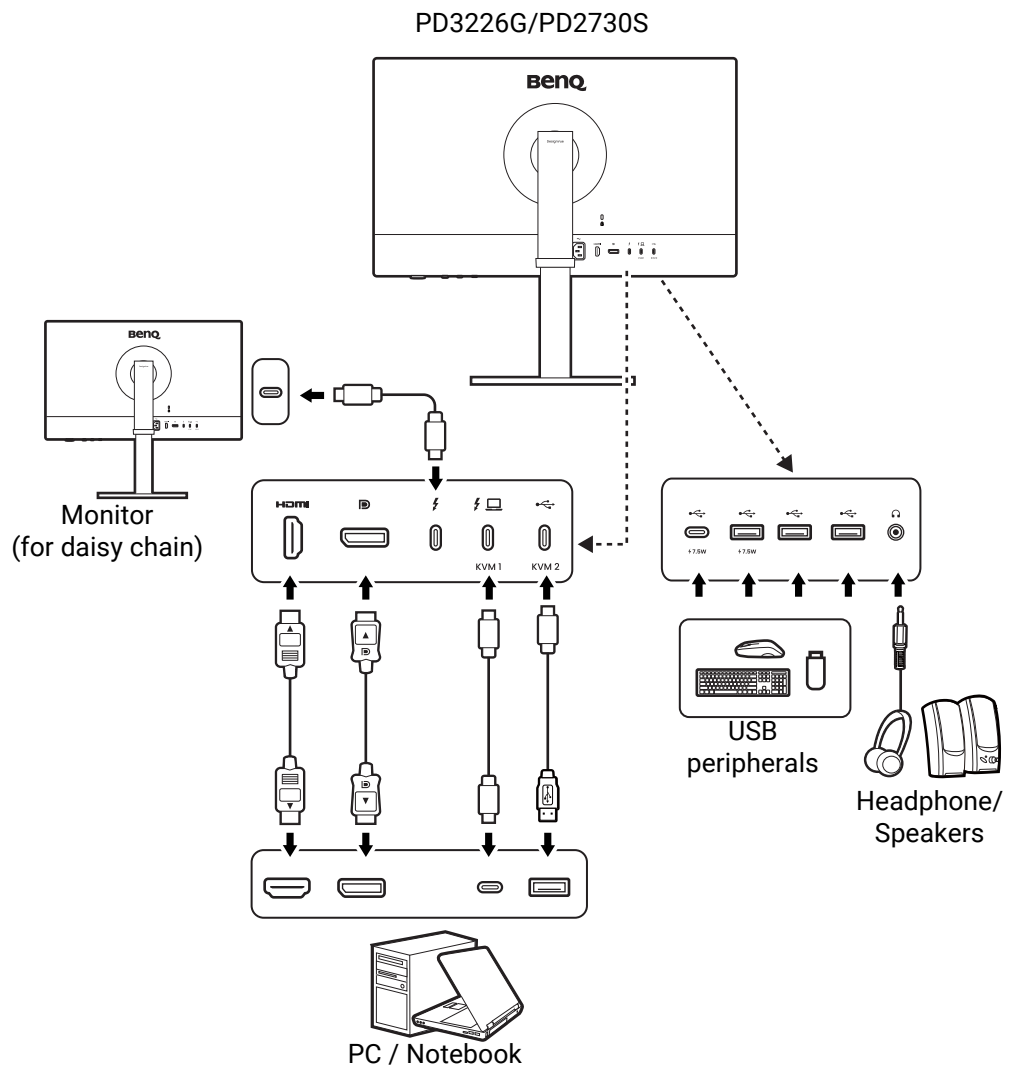 PD3226G/PD2730S
BenQ
BenQ
Monitor
(for daisy chain)
HDMI
KVM 1
KVM 2
7.5W
7.5W
USB
peripherals
Headphone/
Speakers
PC / Notebook